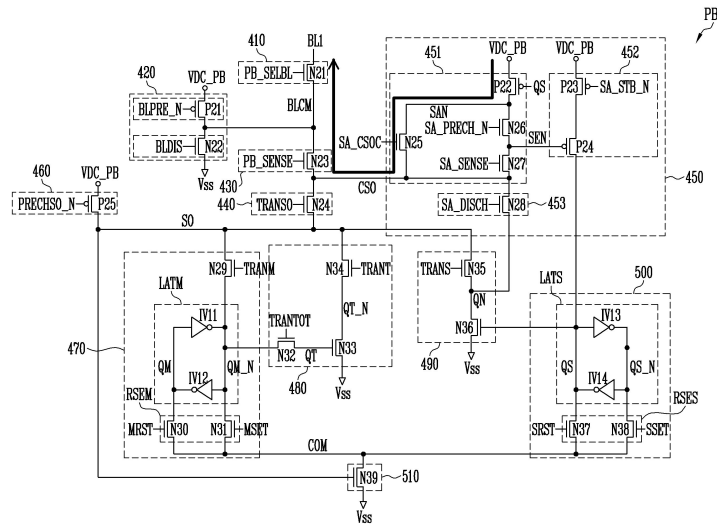 PB
410
BL1
451
VDC_PB
VDC_PB
452
420
VDC_PB
PB_SELBL
N21
P22
QS
P23
SA_STB_N
BLCM
SAN
BLPRE_N
P21
SA_PRECH_N
N26
SEN
P24
SA_CSOC
N25
BLDIS
N22
SA_SENSE
N27
460
Vss
PB_SENSE
N23
VDC_PB
430
CSO
450
440
PRECHSO_N
P25
TRANSO
N24
SA_DISCH
N28
453
SO
N29
TRANM
N34
TRANT
TRANS
N35
500
LATM
LATS
QN
IV11
QT_N
IV13
TRANTOT
N36
470
QM
QM_N
N32
QT
N33
490
QS
QS_N
IV12
480
Vss
IV14
RSEM
Vss
RSES
MRST
N30
N31
MSET
SRST
N37
N38
SSET
COM
N39
510
Vss